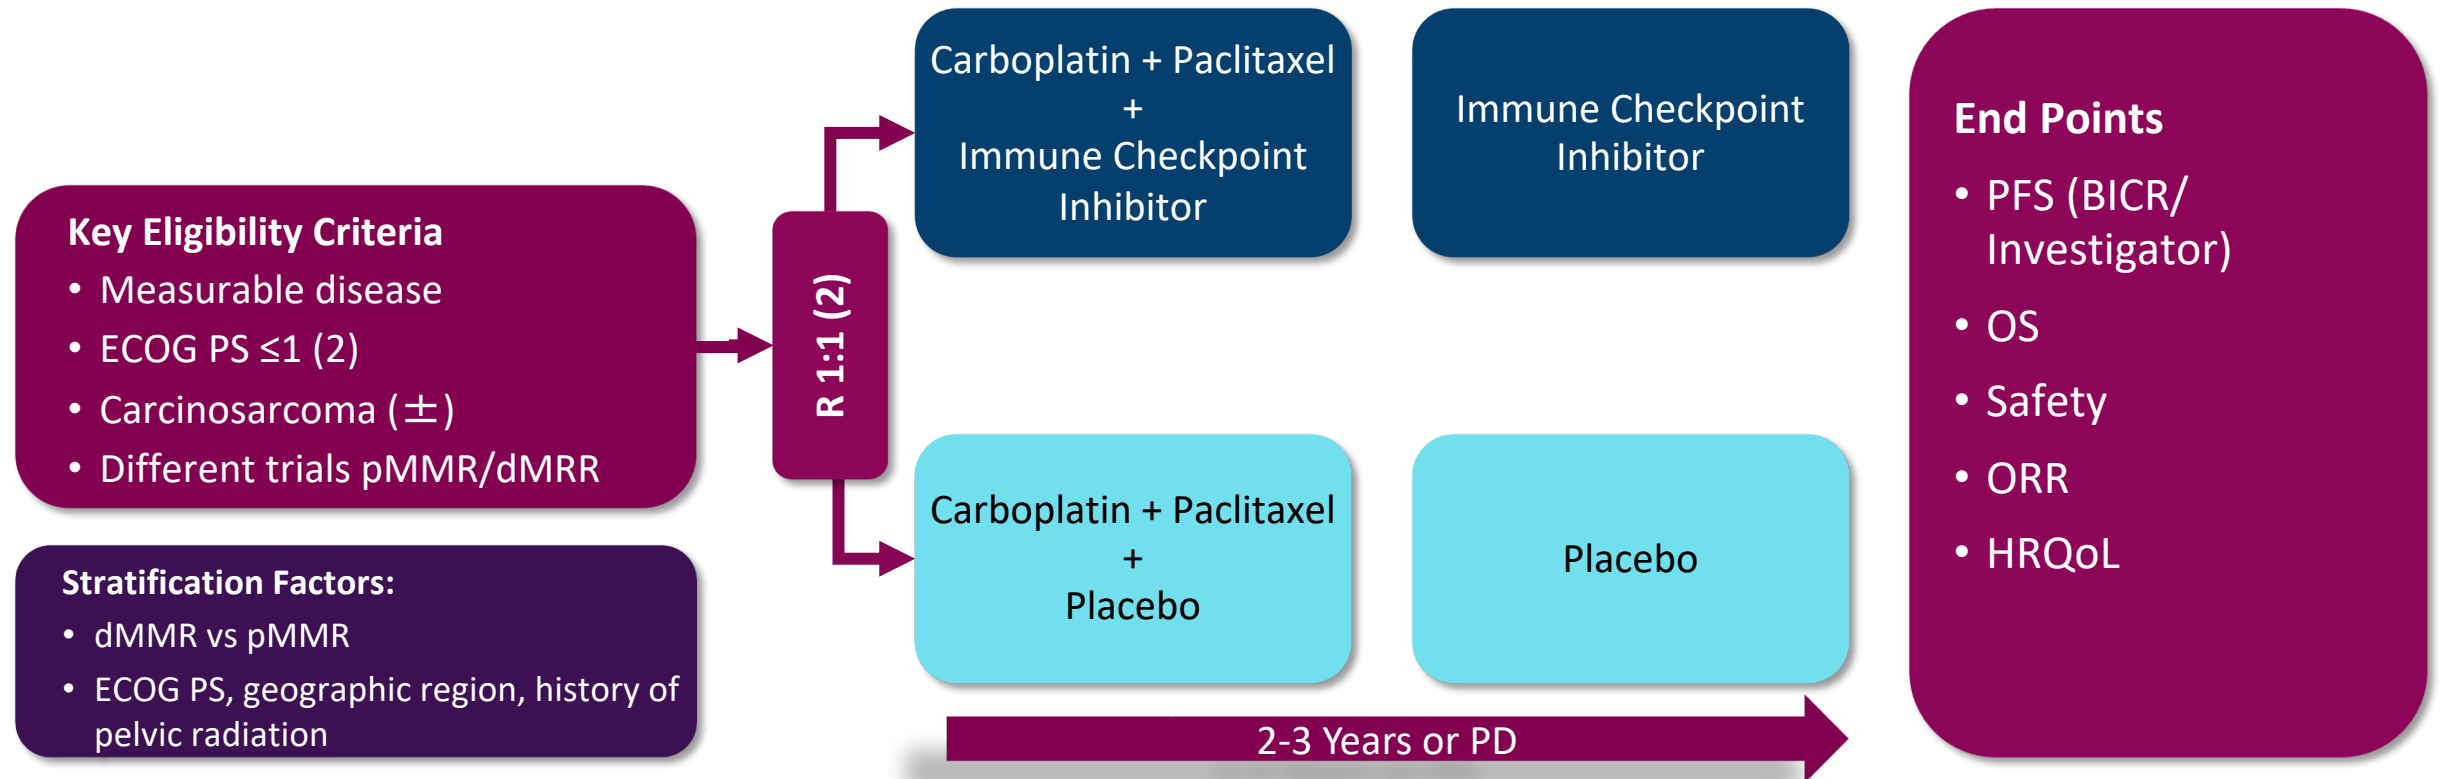 Key Eligibility Criteria
• Measurable disease
• ECOG PS ≤1 (2)
• Carcinosarcoma (±)
• Different trials pMMR/dMRR
Stratification Factors:
• dMMR vs pMMR
• ECOG PS, geographic region, history of
pelvic radiation
R 1:1 (2)
Carboplatin + Paclitaxel
+
Immune Checkpoint
Inhibitor
Immune Checkpoint
Inhibitor
Carboplatin + Paclitaxel
+
Placebo
Placebo
2-3 Years or PD
End Points
• PFS (BICR/
Investigator)
• OS
• Safety
• ORR
• HRQoL